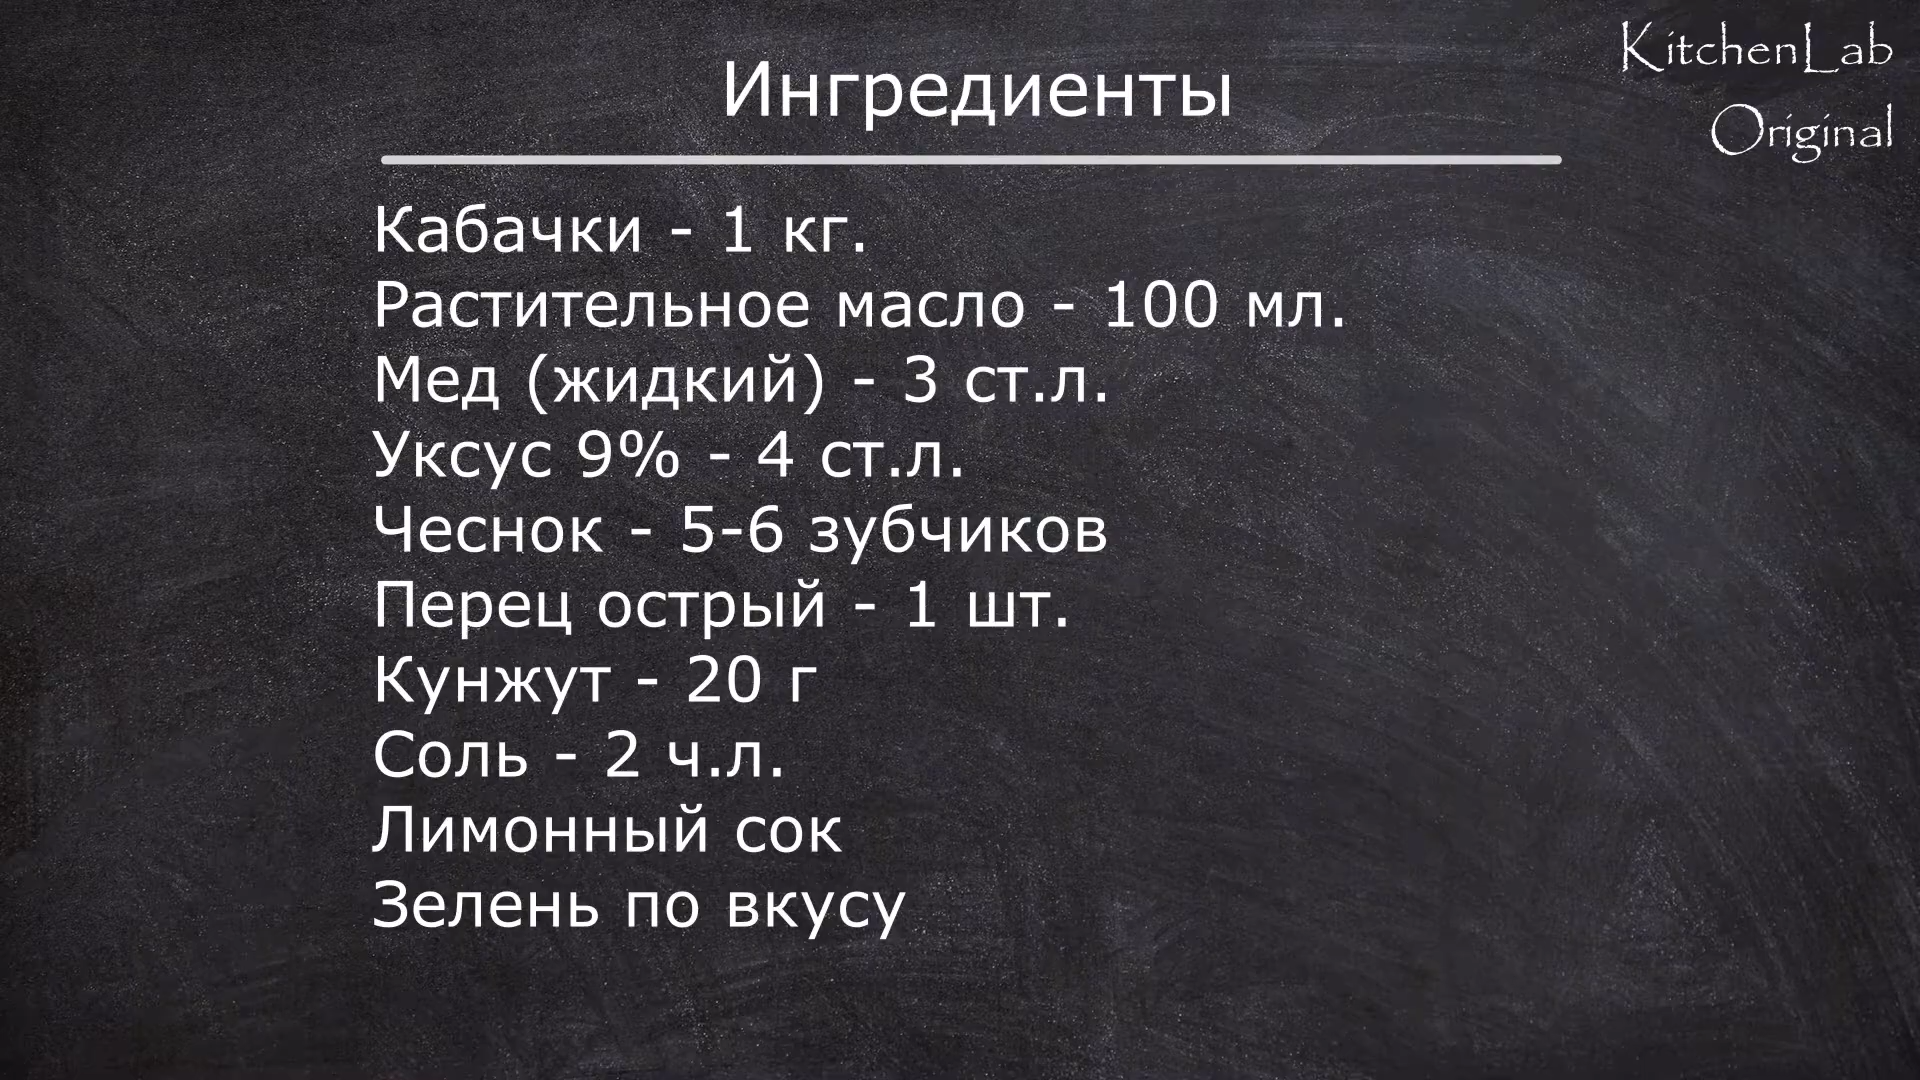 Ингредиенты
KitchenLab
Original
Кабачки - 1 кг.
Растительное масло - 100 мл.
Мед (жидкий) - 3 ст.л.
Уксус 9% - 4 ст.л.
Чеснок - 5-6 зубчиков
Перец острый - 1 шт.
Кунжут - 20 г
Соль - 2 ч.л.
Лимонный сок
Зелень по вкусу